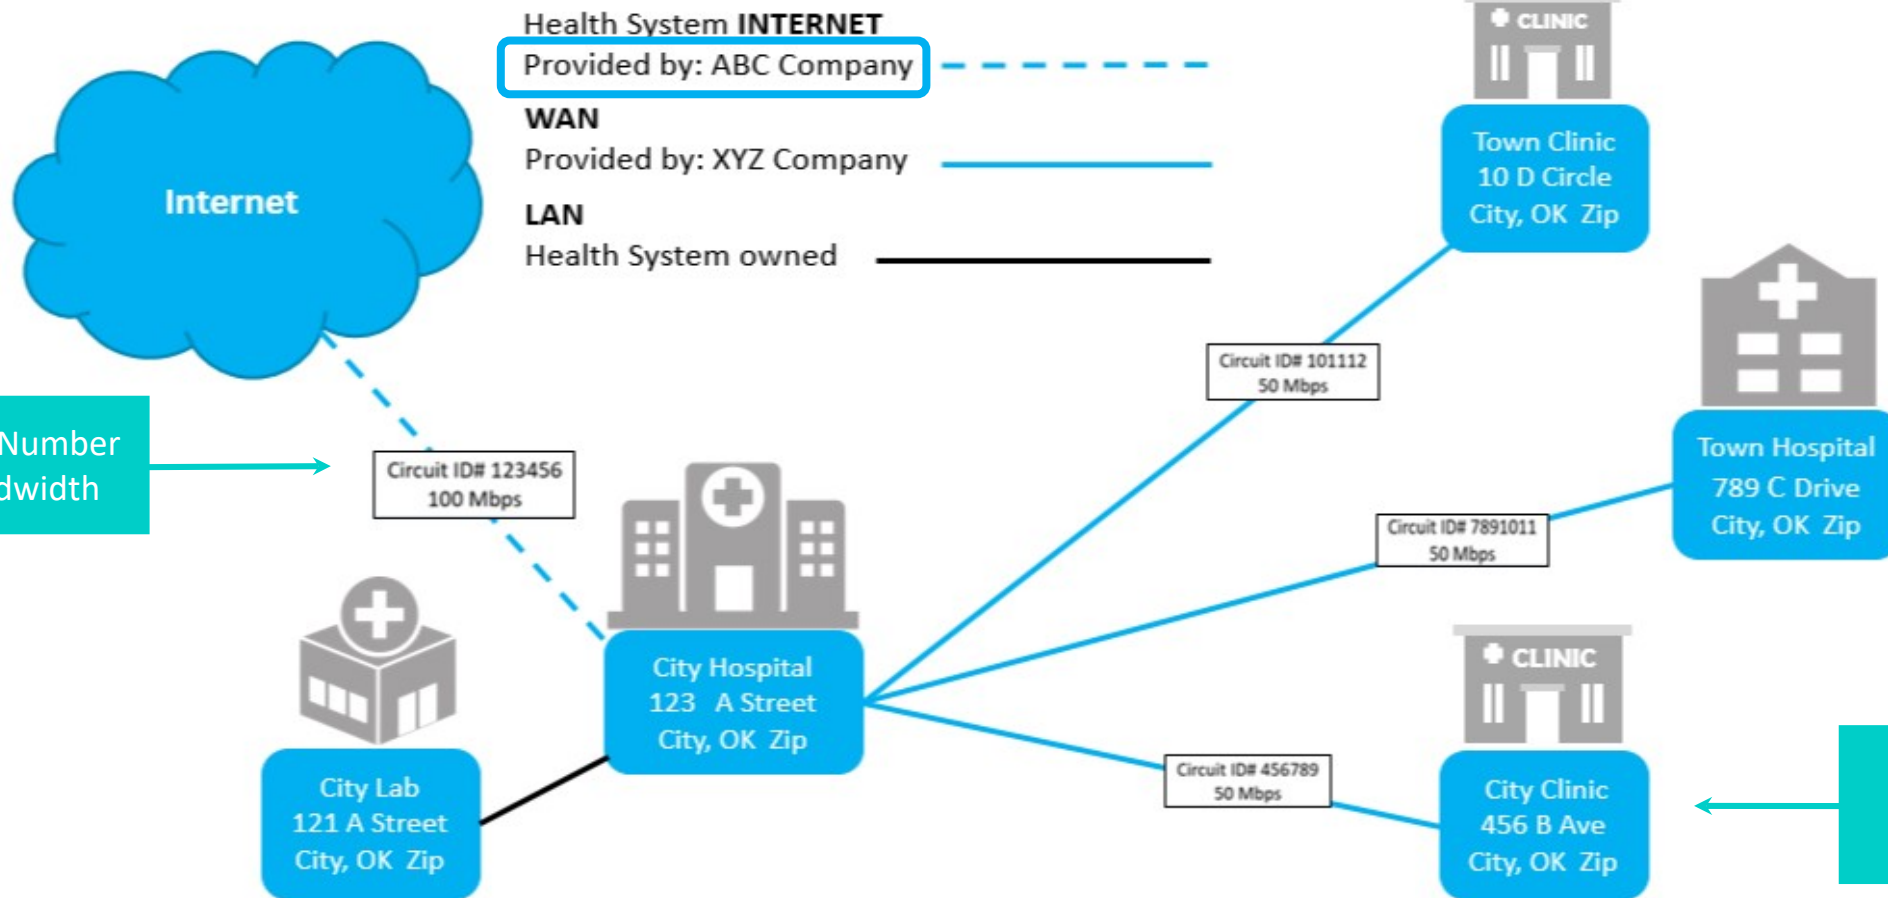 Health System INTERNET
Provided by: ABC Company
WAN
Provided by: XYZ Company
LAN
Health System owned
Internet
CLINIC
Town Clinic
10 D Circle
City, OK Zip
Circuit ID# 101112
50 Mbps
Town Hospital
789 C Drive
City, OK Zip
Number
dwidth
Circuit ID# 123456
100 Mbps
Circuit ID# 7891011
50 Mbps
City Hospital
123 A Street
City, OK Zip
CLINIC
Circuit ID# 456789
50 Mbps
City Lab
121 A Street
City, OK Zip
City Clinic
456 B Ave
City, OK Zip